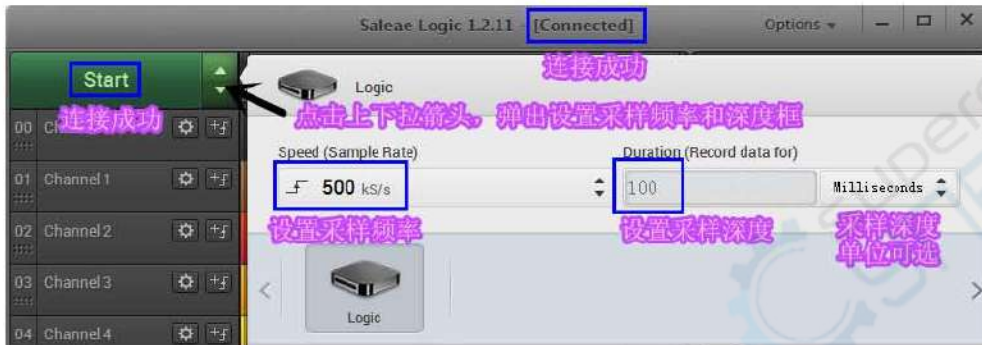 Saleae Logic 1.2.11 - [Connected]
Options
Start
连接成功
Logic
连接成功
点击上下拉箭头,弹出设置采样频率和深度框
00
Speed (Sample Rate)
Duration (Record data for)
01 Channel 1
500 kS/s
100
Milliseconds
设置采样频率
设置采样深度
采样深度
单位可选
02 Channel 2
03 Channel 3
Logic
04 Channel 4